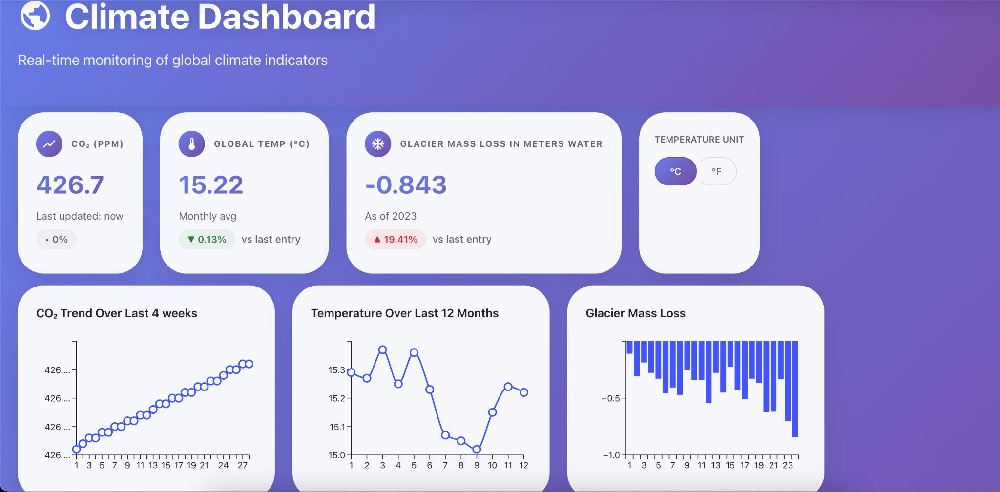 Climate Dashboard
Real-time monitoring of global climate indicators
CO₂ (PPM)
426.7
Last updated: now
• 0%
GLOBAL TEMP (°C)
15.22
Monthly avg
▼ 0.13% vs last entry
GLACIER MASS LOSS IN METERS WATER
-0.843
As of 2023
▲ 19.41% vs last entry
TEMPERATURE UNIT
°C °F
CO₂ Trend Over Last 4 weeks
426....
426....
426....
426....
1 3 5 7 9 11 13 15 17 19 21 24 27
Temperature Over Last 12 Months
15.3
15.2
15.1
15.0
1 2 3 4 5 6 7 8 9 10 11 12
Glacier Mass Loss
−0.5
−1.0
1 3 5 7 9 11 13 15 17 19 21 23